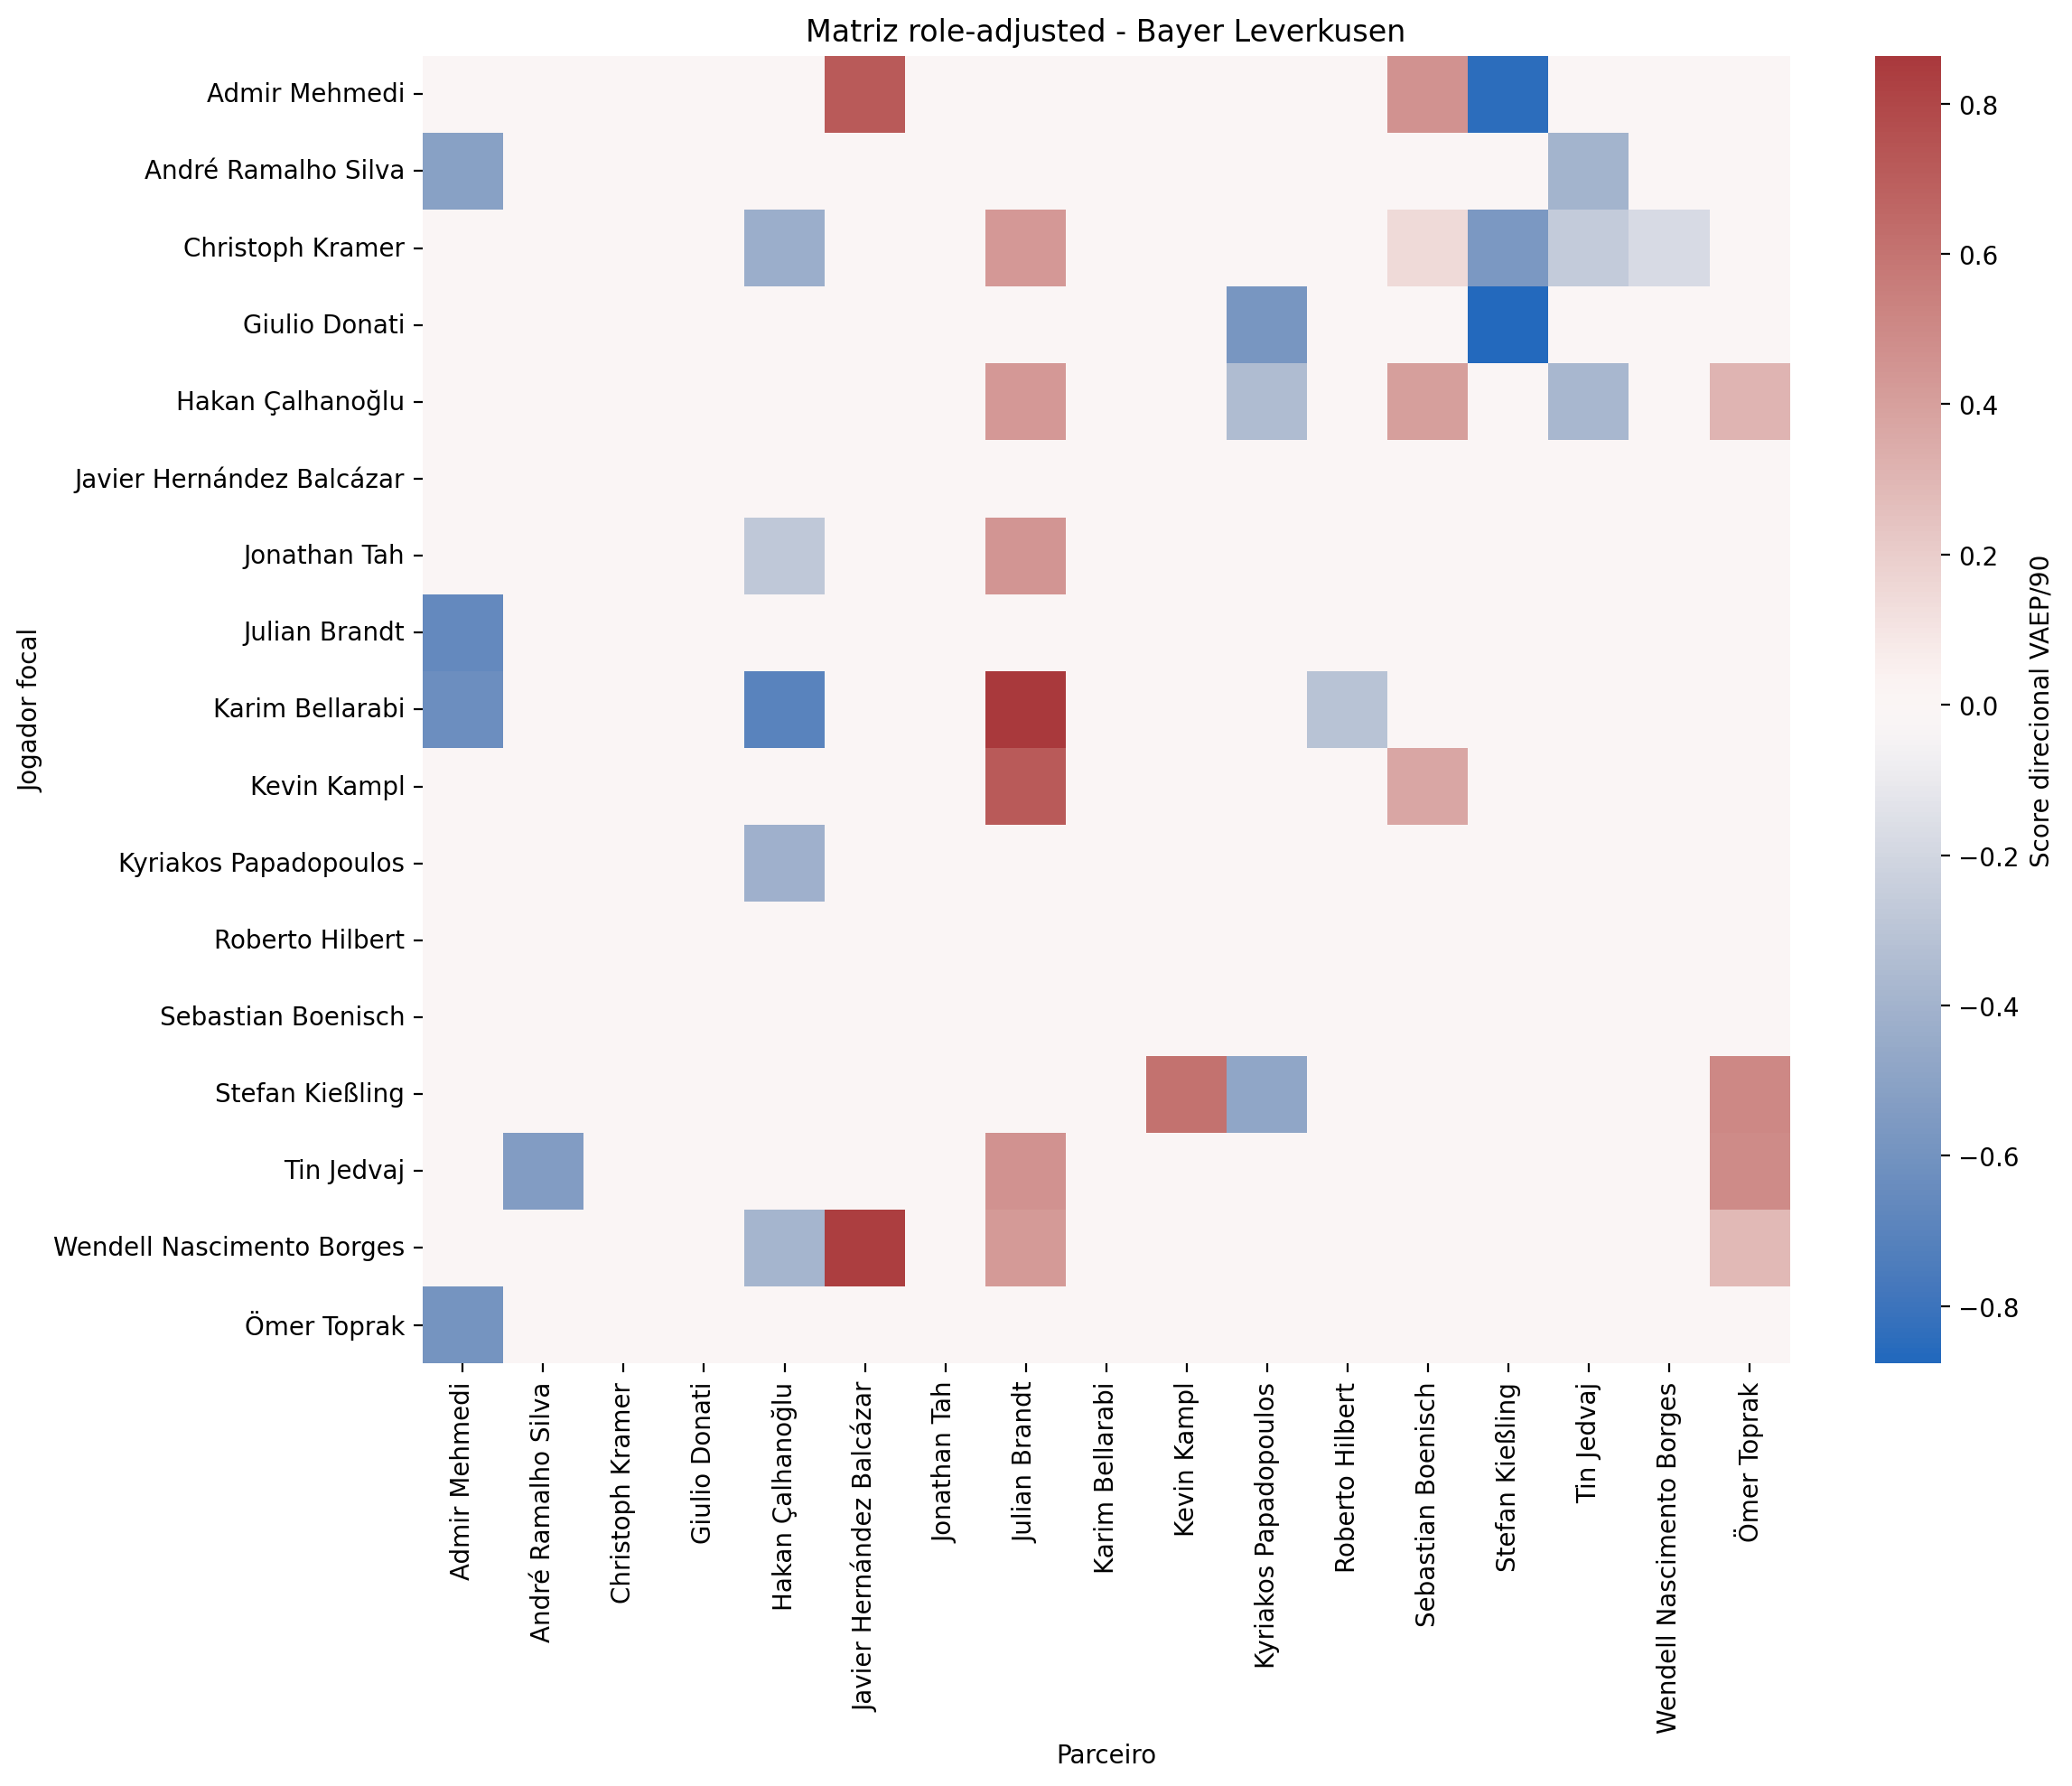 Matriz role-adjusted - Bayer Leverkusen
Jogador focal
Admir Mehmedi
André Ramalho Silva
Christoph Kramer
Giulio Donati
Hakan Çalhanoğlu
Javier Hernández Balcázar
Jonathan Tah
Julian Brandt
Karim Bellarabi
Kevin Kampl
Kyriakos Papadopoulos
Roberto Hilbert
Sebastian Boenisch
Stefan Kießling
Tin Jedvaj
Wendell Nascimento Borges
Ömer Toprak
Admir Mehmedi
André Ramalho Silva
Christoph Kramer
Giulio Donati
Hakan Çalhanoğlu
Javier Hernández Balcázar
Jonathan Tah
Julian Brandt
Karim Bellarabi
Kevin Kampl
Kyriakos Papadopoulos
Roberto Hilbert
Sebastian Boenisch
Stefan Kießling
Tin Jedvaj
Wendell Nascimento Borges
Ömer Toprak
Parceiro
0.8
0.6
0.4
0.2
0.0
−0.2
−0.4
−0.6
−0.8
Score direcional VAEP/90